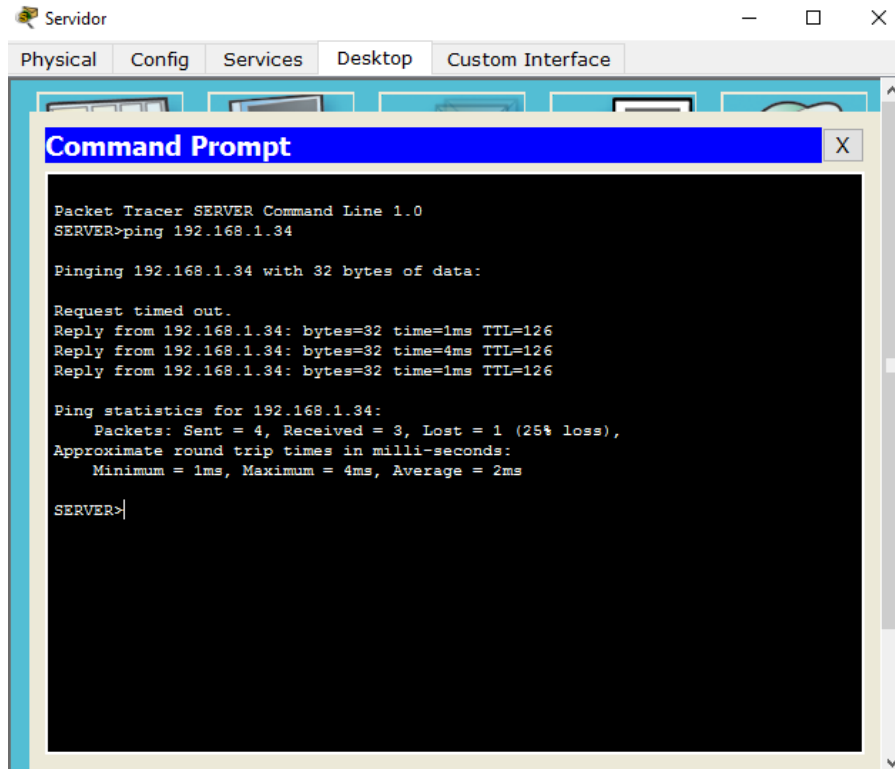 Servidor
Physical Config Services Desktop Custom Interface
Command Prompt X
Packet Tracer SERVER Command Line 1.0
SERVER>ping 192.168.1.34
Pinging 192.168.1.34 with 32 bytes of data:
Request timed out.
Reply from 192.168.1.34: bytes=32 time=1ms TTL=126
Reply from 192.168.1.34: bytes=32 time=4ms TTL=126
Reply from 192.168.1.34: bytes=32 time=1ms TTL=126
Ping statistics for 192.168.1.34:
Packets: Sent = 4, Received = 3, Lost = 1 (25% loss),
Approximate round trip times in milli-seconds:
Minimum = 1ms, Maximum = 4ms, Average = 2ms
SERVER>